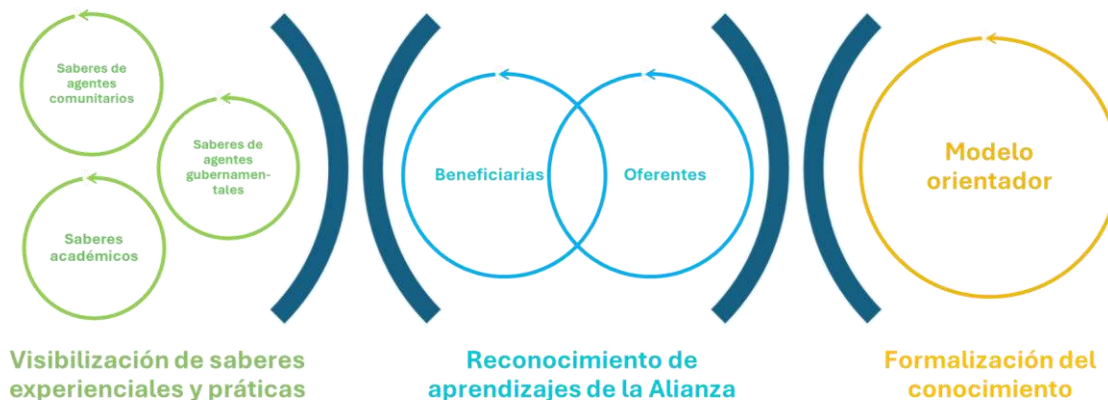 Saberes de
agentes
comunitarios
Saberes de
agentes
gubernamen-
tales
Saberes
académicos
Beneficiarias
Oferentes
Modelo
orientador
Visibilización de saberes
experienciales y práticas
Reconocimiento de
aprendizajes de la Alianza
Formalización del
conocimiento